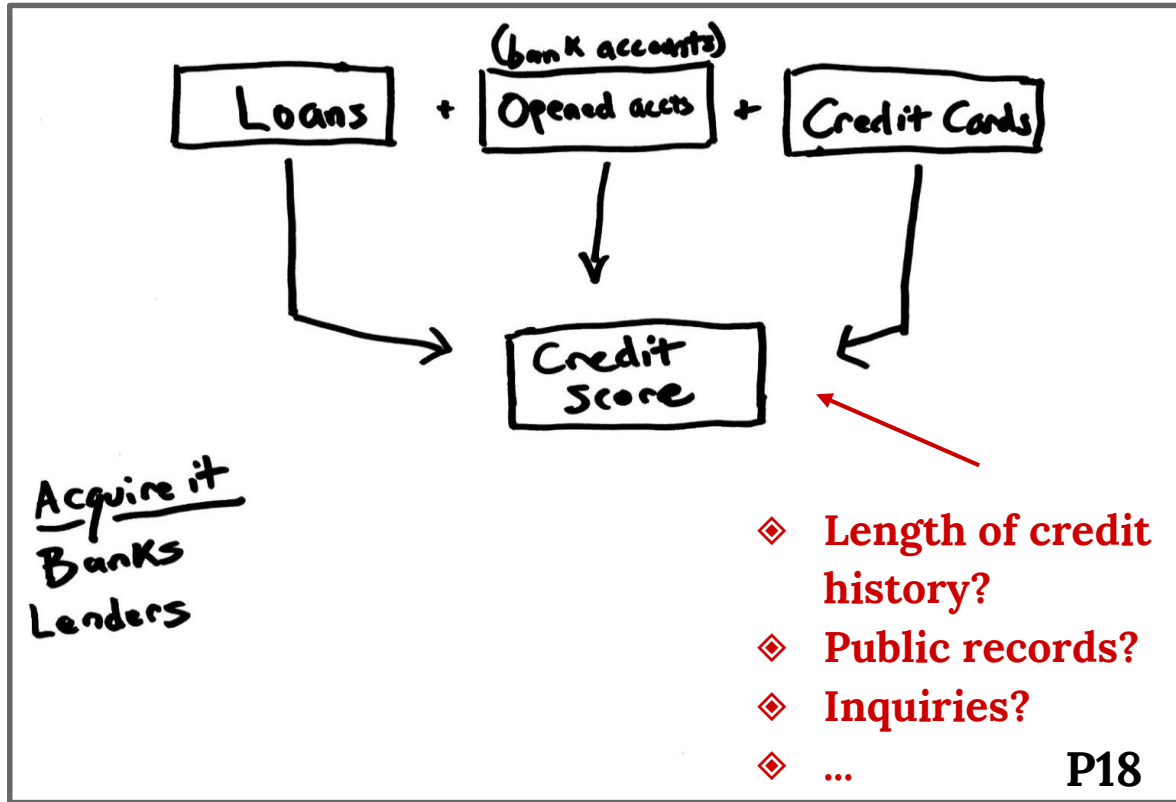 (bank accounts)
Loans + Opened accts + Credit Cards
Credit
score
Acquire it
Banks
Lenders
◈ Length of credit
history?
◈ Public records?
◈ Inquiries?
◈ ...
P18